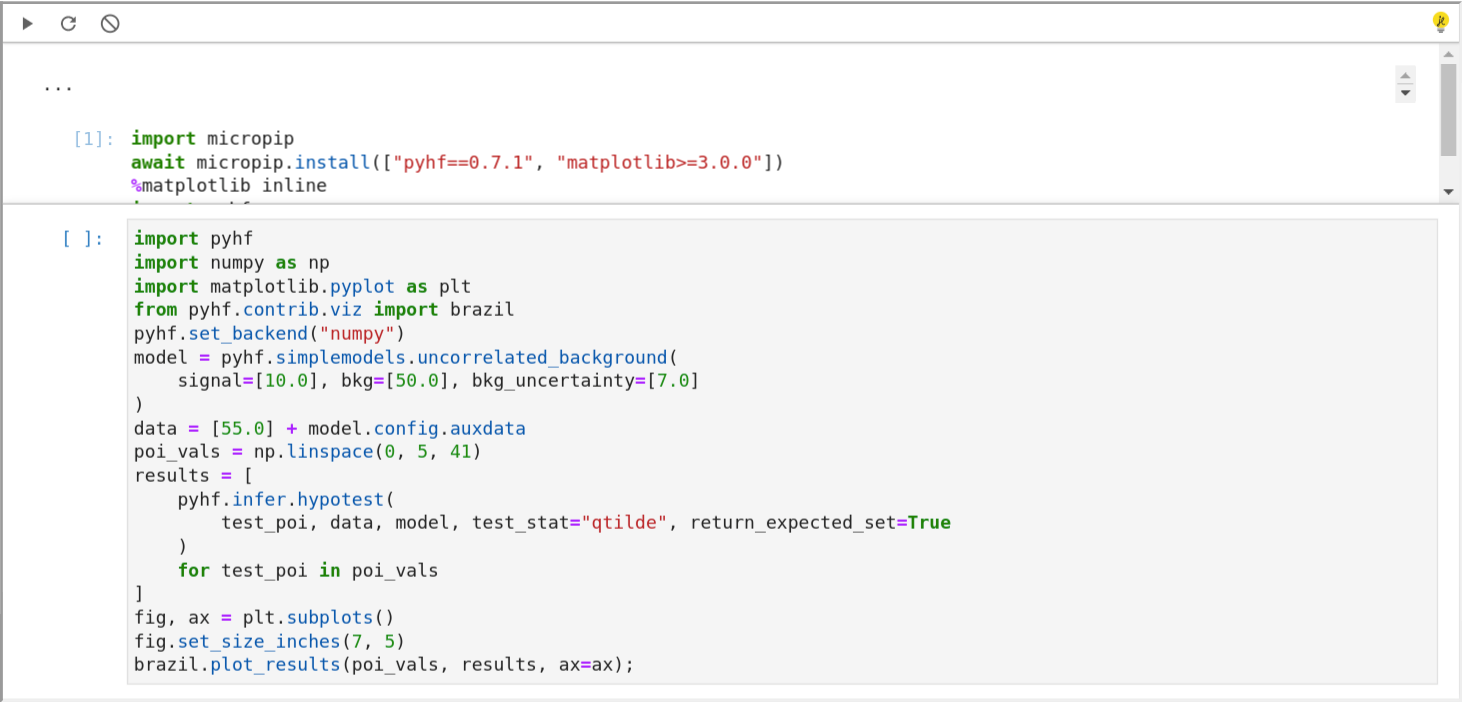 ...
[1]: import micropip
await micropip.install(["pyhf==0.7.1", "matplotlib>=3.0.0"])
%matplotlib inline
[ ]: import pyhf
import numpy as np
import matplotlib.pyplot as plt
from pyhf.contrib.viz import brazil
pyhf.set_backend("numpy")
model = pyhf.simplemodels.uncorrelated_background(
    signal=[10.0], bkg=[50.0], bkg_uncertainty=[7.0]
)
data = [55.0] + model.config.auxdata
poi_vals = np.linspace(0, 5, 41)
results = [
    pyhf.infer.hypotest(
        test_poi, data, model, test_stat="qtilde", return_expected_set=True
    )
    for test_poi in poi_vals
]
fig, ax = plt.subplots()
fig.set_size_inches(7, 5)
brazil.plot_results(poi_vals, results, ax=ax);